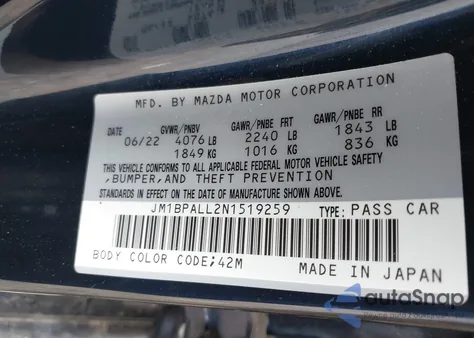 MFD. BY MAZDA MOTOR CORPORATION
DATE GVWR/PNBV GAWR/PNBE FR GAWR/PNBE RR
06/22 4076 LB 2240 LB 1843 LB
1849 KG 1016 KG 836 KG
THIS VEHICLE CONFORMS TO ALL APPLICABLE FEDERAL MOTOR VEHICLE SAFETY
,BUMPER,AND THEFT PREVENTION
STANDARDS IN EFFECT ON THE DATE OF MANUFACTURE SHOWN ABOVE.
JM1BPALL2N1519259 TYPE: PASS CAR
BODY COLOR CODE;42M MADE IN JAPAN
autoSnap